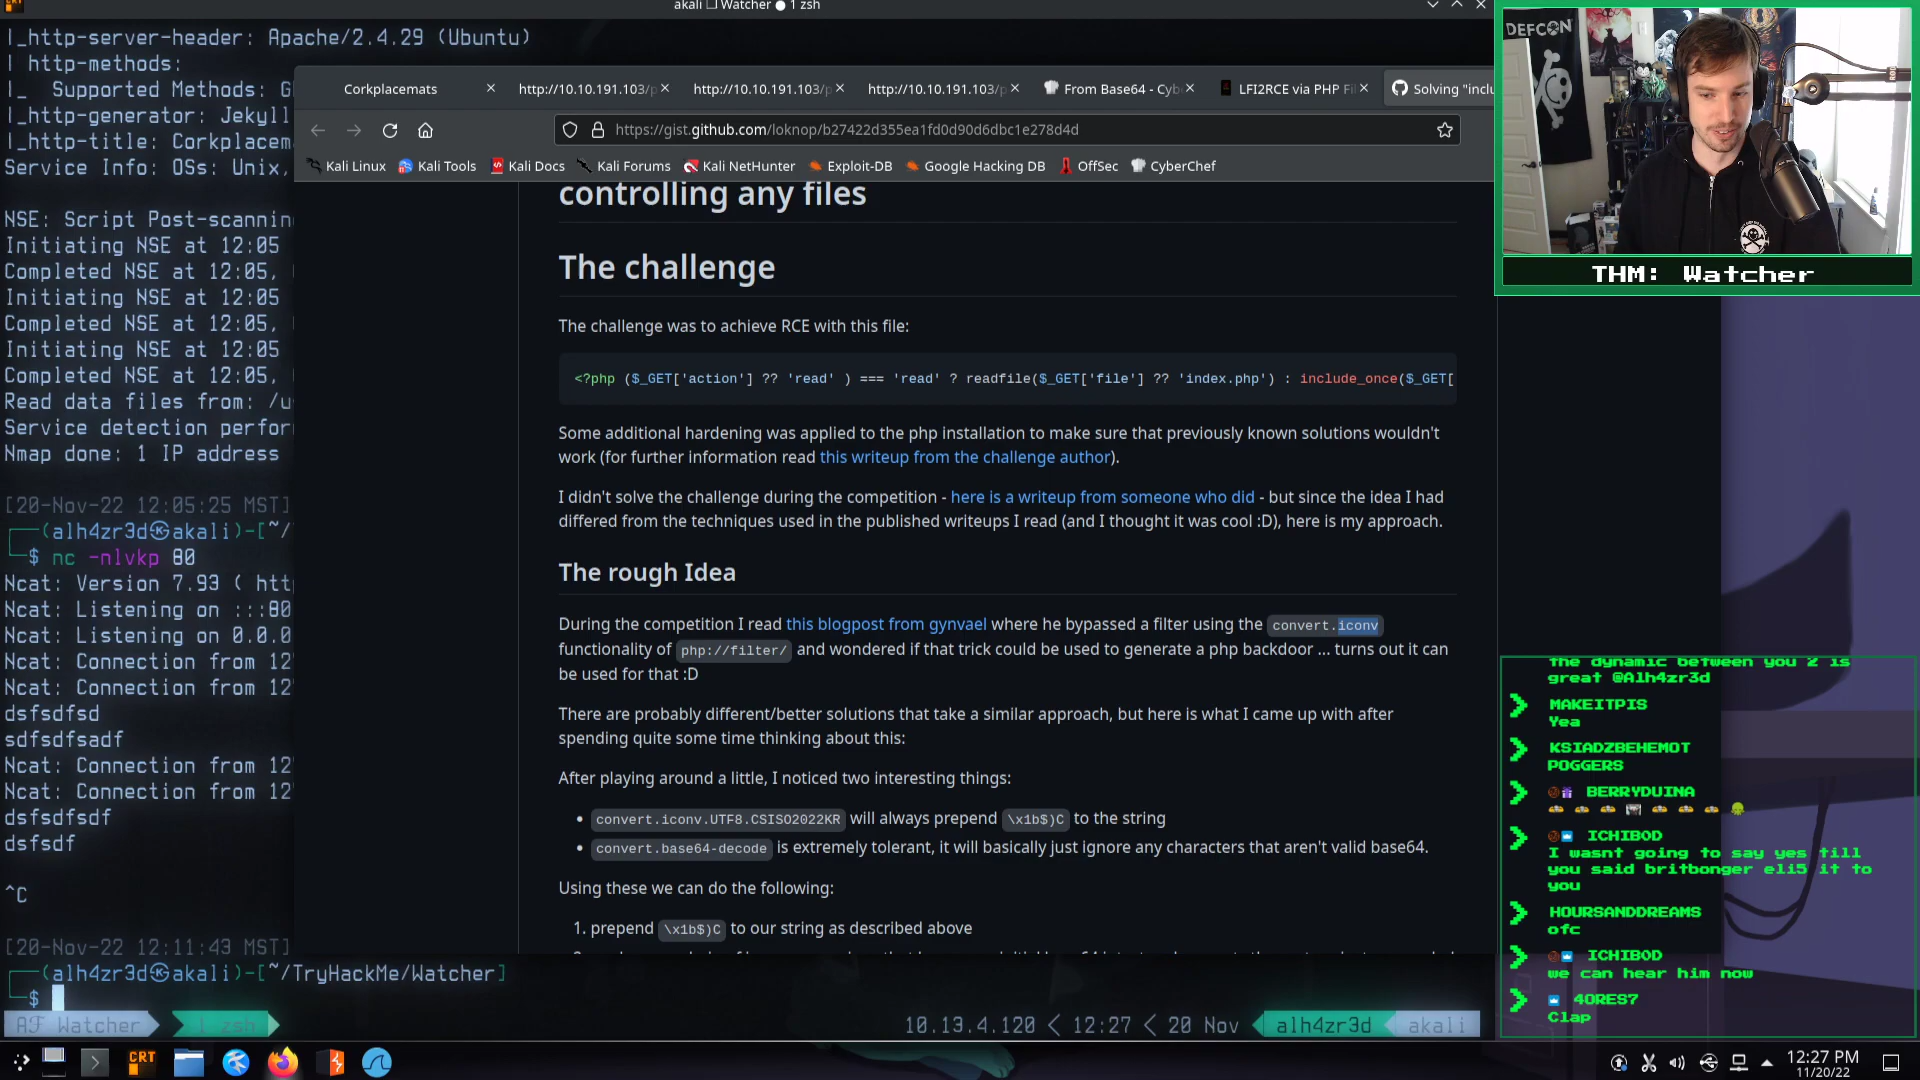 akali Watcher ● 1 zsh
|_http-server-header: Apache/2.4.29 (Ubuntu)
| http-methods:
|_ Supported Methods: G
|_http-generator: Jekyll
|_http-title: Corkplacem
Service Info: OSs: Unix,
NSE: Script Post-scannin
Initiating NSE at 12:05
Completed NSE at 12:05,
Initiating NSE at 12:05
Completed NSE at 12:05,
Initiating NSE at 12:05
Completed NSE at 12:05,
Read data files from: /u
Service detection perfor
Nmap done: 1 IP address
[20-Nov-22 12:05:25 MST]
(alh4zr3d㉿akali)-[~/
$ nc -nlvkp 80
Ncat: Version 7.93 ( htt
Ncat: Listening on :::80
Ncat: Listening on 0.0.0
Ncat: Connection from 12
Ncat: Connection from 12
dsfsdfsd
sdfsdfsadf
Ncat: Connection from 12
Ncat: Connection from 12
dsfsdfsdf
dsfsdf
^C
[20-Nov-22 12:11:43 MST]
(alh4zr3d㉿akali)-[~/TryHackMe/Watcher]
$
Watcher 1 zsh
10.13.4.120 < 12:27 < 20 Nov alh4zr3d akali
Corkplacemats
http://10.10.191.103/p
http://10.10.191.103/p
http://10.10.191.103/p
From Base64 - Cyb
LFI2RCE via PHP Fi
Solving "inclu
https://gist.github.com/loknop/b27422d355ea1fd0d90d6dbc1e278d4d
Kali Linux Kali Tools Kali Docs Kali Forums Kali NetHunter Exploit-DB Google Hacking DB OffSec CyberChef
controlling any files
The challenge
The challenge was to achieve RCE with this file:
<?php ($_GET['action'] ?? 'read' ) === 'read' ? readfile($_GET['file'] ?? 'index.php') : include_once($_GET[
Some additional hardening was applied to the php installation to make sure that previously known solutions wouldn't
work (for further information read this writeup from the challenge author).
I didn't solve the challenge during the competition - here is a writeup from someone who did - but since the idea I had
differed from the techniques used in the published writeups I read (and I thought it was cool :D), here is my approach.
The rough Idea
During the competition I read this blogpost from gynvael where he bypassed a filter using the convert.iconv
functionality of php://filter/ and wondered if that trick could be used to generate a php backdoor ... turns out it can
be used for that :D
There are probably different/better solutions that take a similar approach, but here is what I came up with after
spending quite some time thinking about this:
After playing around a little, I noticed two interesting things:
• convert.iconv.UTF8.CSISO2022KR will always prepend \x1b$)C to the string
• convert.base64-decode is extremely tolerant, it will basically just ignore any characters that aren't valid base64.
Using these we can do the following:
1. prepend \x1b$)C to our string as described above
DEFCON
THM: Watcher
the dynamic between you 2 is
great @Alh4zr3d
MAKEITPIS
Yea
KSIADZBEHEMOT
POGGERS
BERRYDUINA
ICHIBOD
I wasnt going to say yes till
you said britbonger eli5 it to
you
HOURSANDDREAMS
ofc
ICHIBOD
we can hear him now
4ORES7
Clap
CRT
12:27 PM
11/20/22